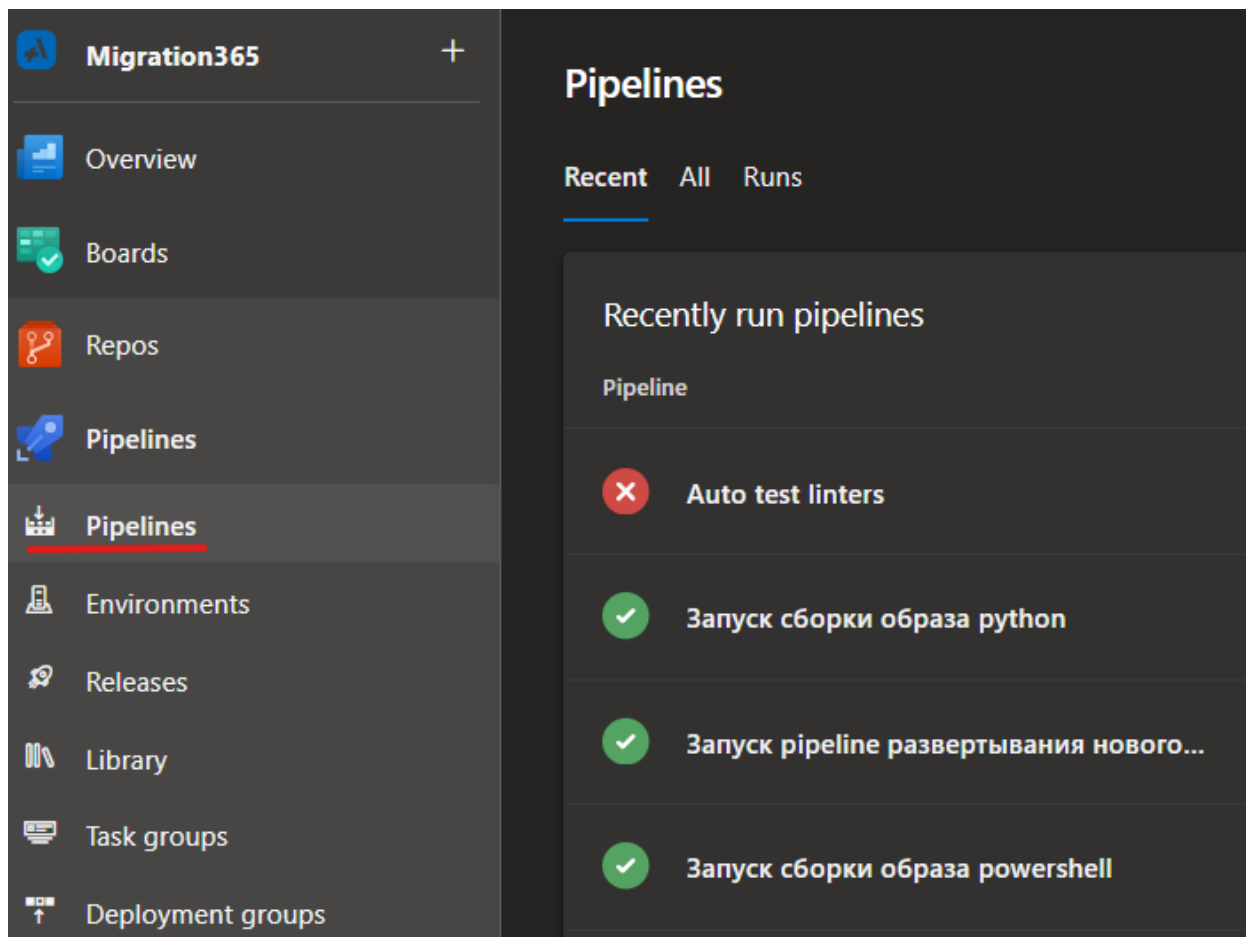 Migration365
+
Overview
Boards
Repos
Pipelines
Pipelines
Environments
Releases
Library
Task groups
Deployment groups
Pipelines
Recent All Runs
Recently run pipelines
Pipeline
Auto test linters
Запуск сборки образа python
Запуск pipeline развертывания нового...
Запуск сборки образа powershell